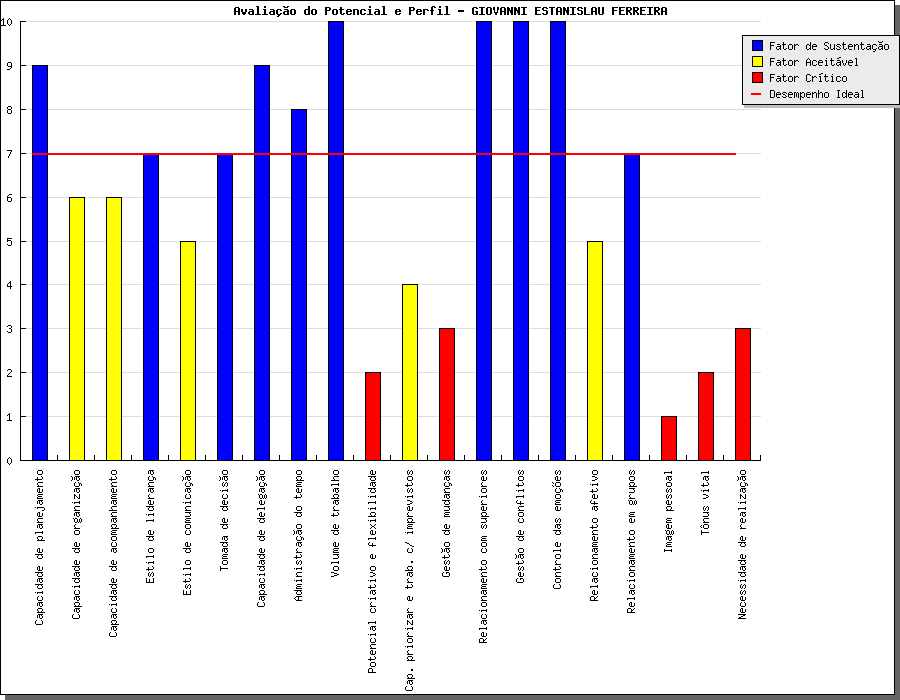 Avaliação do Potencial e Perfil - GIOVANNI ESTANISLAU FERREIRA
10
9
8
7
6
5
4
3
2
1
0
Fator de Sustentação
Fator Aceitável
Fator Crítico
Desempenho Ideal
Capacidade de planejamento
Capacidade de organização
Capacidade de acompanhamento
Estilo de liderança
Estilo de comunicação
Tomada de decisão
Capacidade de delegação
Administração do tempo
Volume de trabalho
Potencial criativo e flexibilidade
Cap. priorizar e trab. c/ imprevistos
Gestão de mudanças
Relacionamento com superiores
Gestão de conflitos
Controle das emoções
Relacionamento afetivo
Relacionamento em grupos
Imagem pessoal
Tônus vital
Necessidade de realização